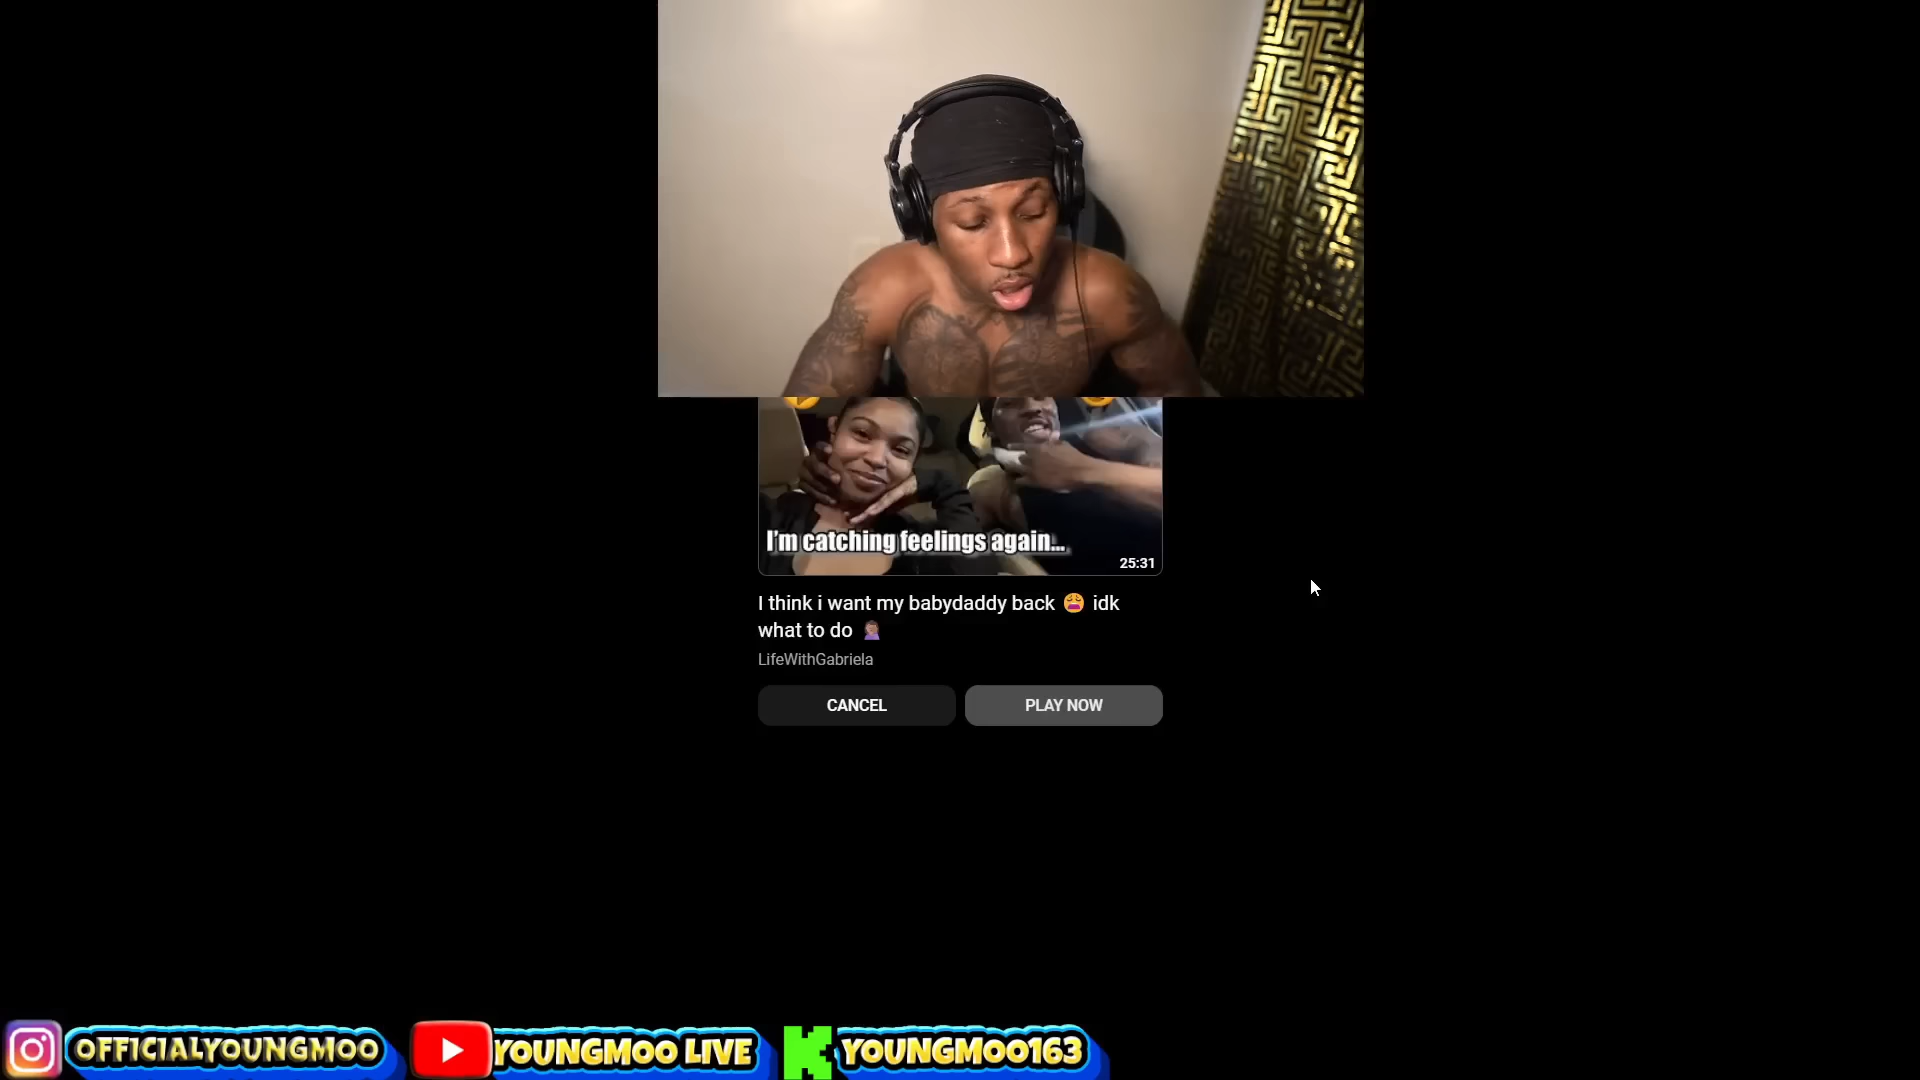 I'm catching feelings again...
25:31
I think i want my babydaddy back 😩 idk
what to do 🤦🏽‍♀️
LifeWithGabriela
CANCEL
PLAY NOW
OFFICIALYOUNGMOO
YOUNGMOO LIVE
YOUNGMOO163